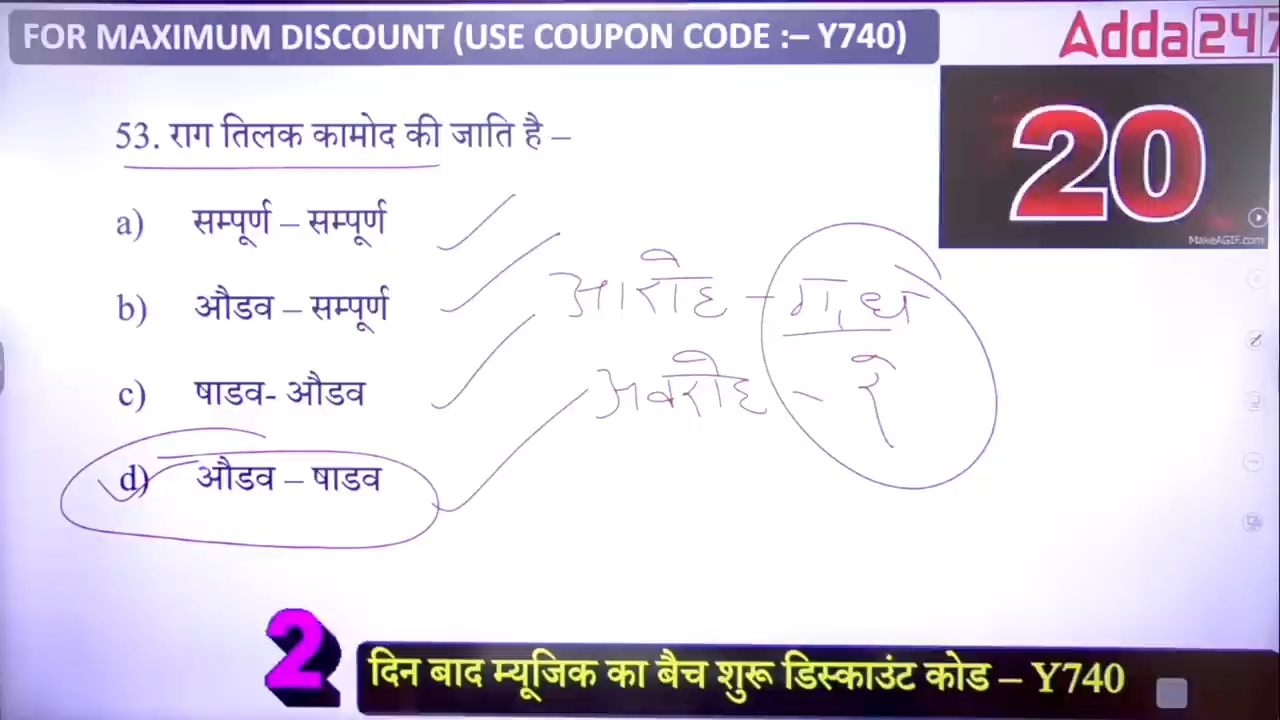 FOR MAXIMUM DISCOUNT (USE COUPON CODE :– Y740)
Adda247
20
MakeAGIF.com
53. राग तिलक कामोद की जाति है –
a) सम्पूर्ण – सम्पूर्ण
b) औडव – सम्पूर्ण
c) षाडव- औडव
d) औडव – षाडव
आरोह – ग, ध
अवरोह – रे
2
दिन बाद म्यूजिक का बैच शुरू डिस्काउंट कोड – Y740